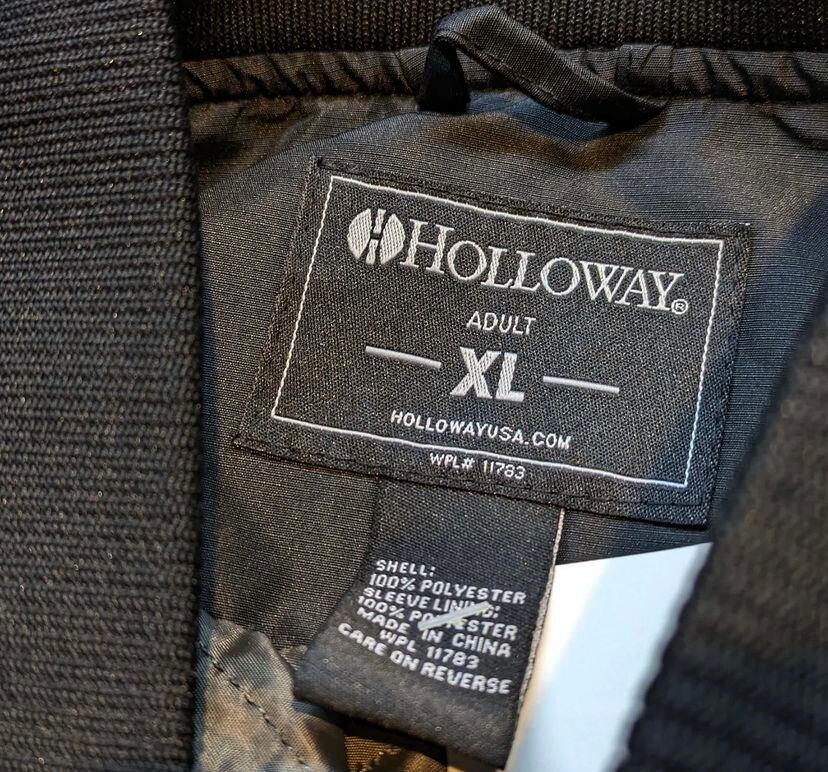 HOLLOWAY®
ADULT
XL
HOLLOWAYUSA.COM
WPL# 11783
SHELL:
100% POLYESTER
SLEEVE LINING:
100% POLYESTER
MADE IN CHINA
WPL 11783
CARE ON REVERSE